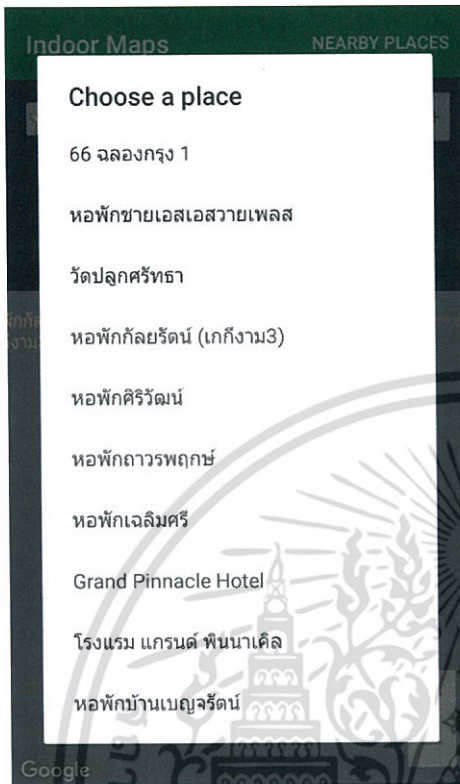 Indoor Maps
NEARBY PLACES
Choose a place
66 ฉลองกรุง 1
หอพักชายเอสเอสวายเพลส
วัดปลูกศรัทธา
หอพักกัลยรัตน์ (เกกีงาม3)
หอพักศิริวัฒน์
หอพักถาวรพฤกษ์
หอพักเฉลิมศรี
Grand Pinnacle Hotel
โรงแรม แกรนด์ พินนาเคิล
หอพักบ้านเบญจรัตน์
Google